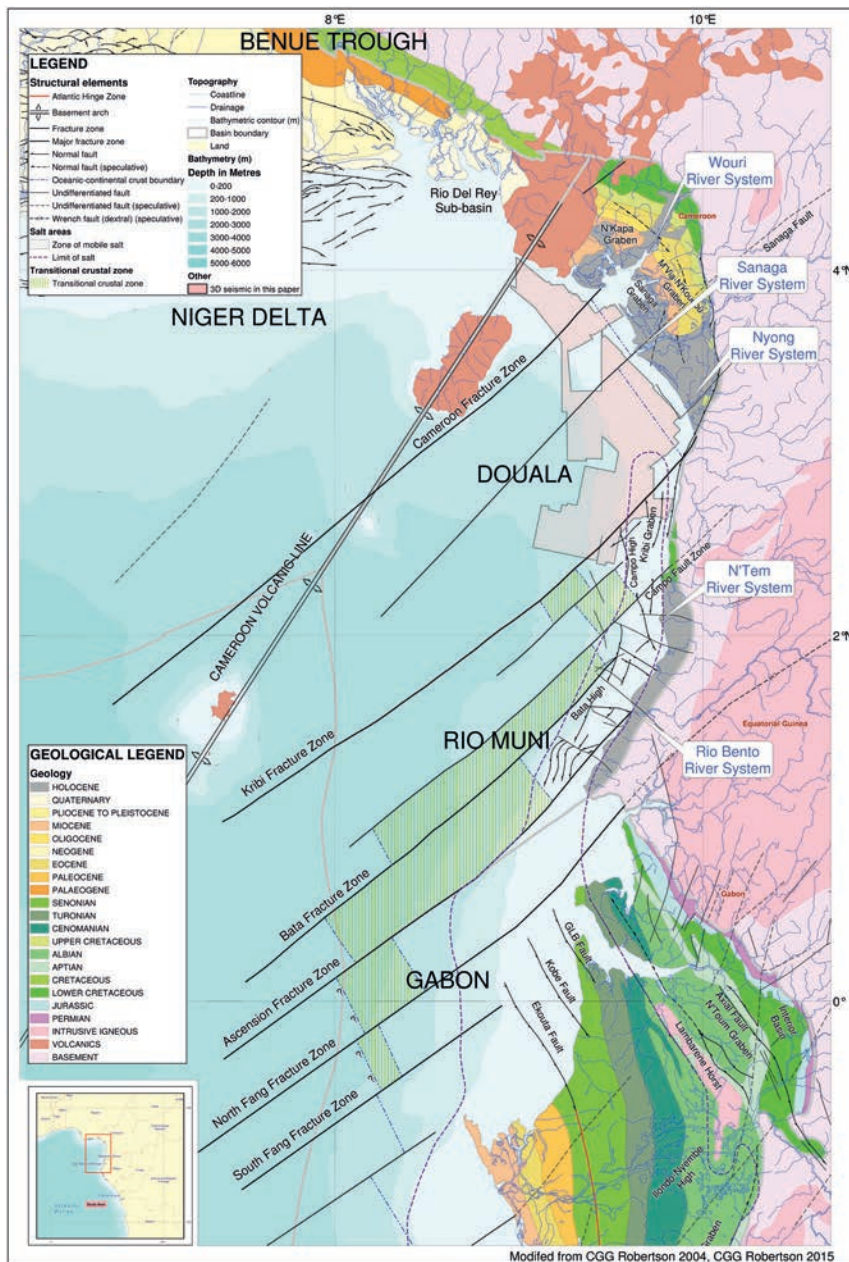 8°E
10°E
BENUE TROUGH
LEGEND
Structural elements
Atlantic Hinge Zone
Basement arch
Fracture zone
Major fracture zone
Normal fault
Normal fault (speculative)
Oceanic-continental crust boundary
Undifferentiated fault
Undifferentiated fault (speculative)
Wrench fault (dextral) (speculative)
Salt areas
Zone of mobile salt
Limit of salt
Transitional crustal zone
Transitional crustal zone
Topography
Coastline
Drainage
Bathymetric contour (m)
Basin boundary
Land
Bathymetry (m)
Depth in Metres
0-200
200-1000
1000-2000
2000-3000
3000-4000
4000-5000
5000-6000
Other
3D seismic in this paper
Rio Del Rey
Sub-basin
Wouri
River System
Cameroon
N'Kapa
Graben
Sanaga Fault
M'Via N'Koudou
Graben
Sanaga
Graben
4°
Sanaga
River System
NIGER DELTA
Nyong
River System
Cameroon Fracture Zone
DOUALA
Campo High
Kribi Graben
Campo Fault Zone
CAMEROON VOLCANIC LINE
N'Tem
River System
2°
Bata High
Equatorial Guinea
RIO MUNI
Rio Bento
River System
Kribi Fracture Zone
GEOLOGICAL LEGEND
Geology
HOLOCENE
QUATERNARY
PLIOCENE TO PLEISTOCENE
MIOCENE
OLIGOCENE
NEOGENE
EOCENE
PALEOCENE
PALAEOGENE
SENONIAN
TURONIAN
CENOMANIAN
UPPER CRETACEOUS
ALBIAN
APTIAN
CRETACEOUS
LOWER CRETACEOUS
JURASSIC
PERMIAN
INTRUSIVE IGNEOUS
VOLCANICS
BASEMENT
Gabon
Bata Fracture Zone
GLB Fault
Kobe Fault
Ekouta Fault
GABON
Ascension Fracture Zone
0°
Axial Fault
N'Toum Graben
Interior
Basin
Lambarene Horst
North Fang Fracture Zone
?
?
?
South Fang Fracture Zone
Ilondo Nyembe
High
Graben
Modifed from CGG Robertson 2004, CGG Robertson 2015